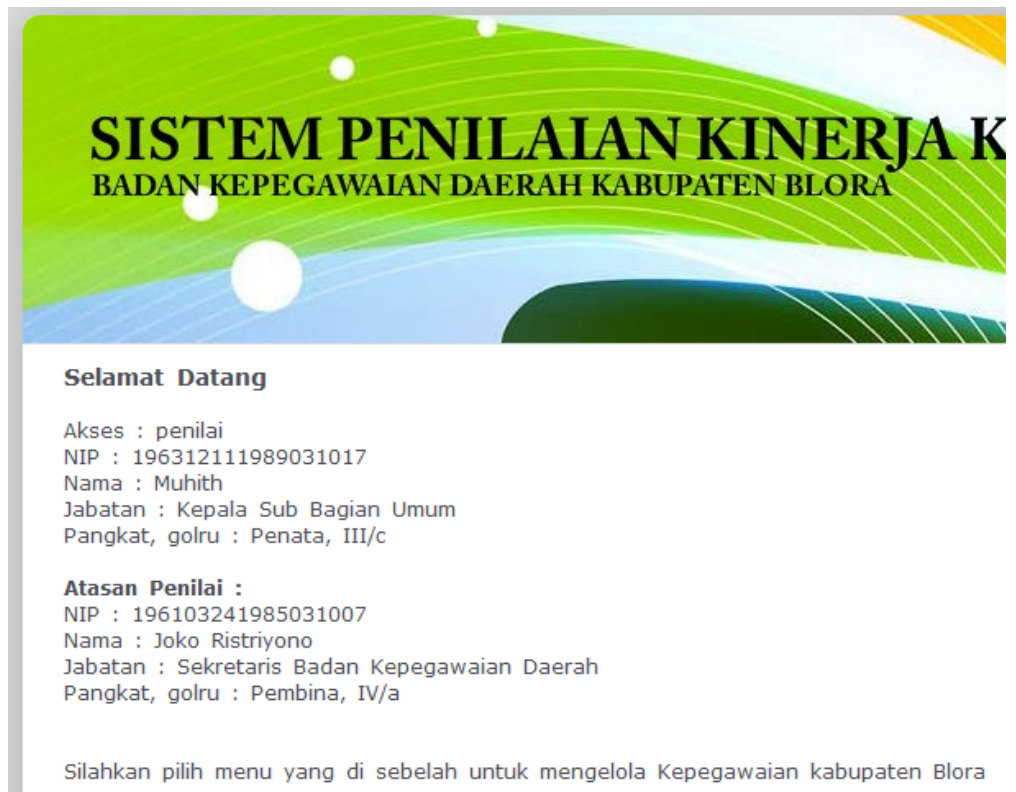 SISTEM PENILAIAN KINERJA K
BADAN KEPEGAWAIAN DAERAH KABUPATEN BLORA
Selamat Datang
Akses : penilai
NIP : 196312111989031017
Nama : Muhith
Jabatan : Kepala Sub Bagian Umum
Pangkat, golru : Penata, III/c
Atasan Penilai :
NIP : 196103241985031007
Nama : Joko Ristriyono
Jabatan : Sekretaris Badan Kepegawaian Daerah
Pangkat, golru : Pembina, IV/a
Silahkan pilih menu yang di sebelah untuk mengelola Kepegawaian kabupaten Blora